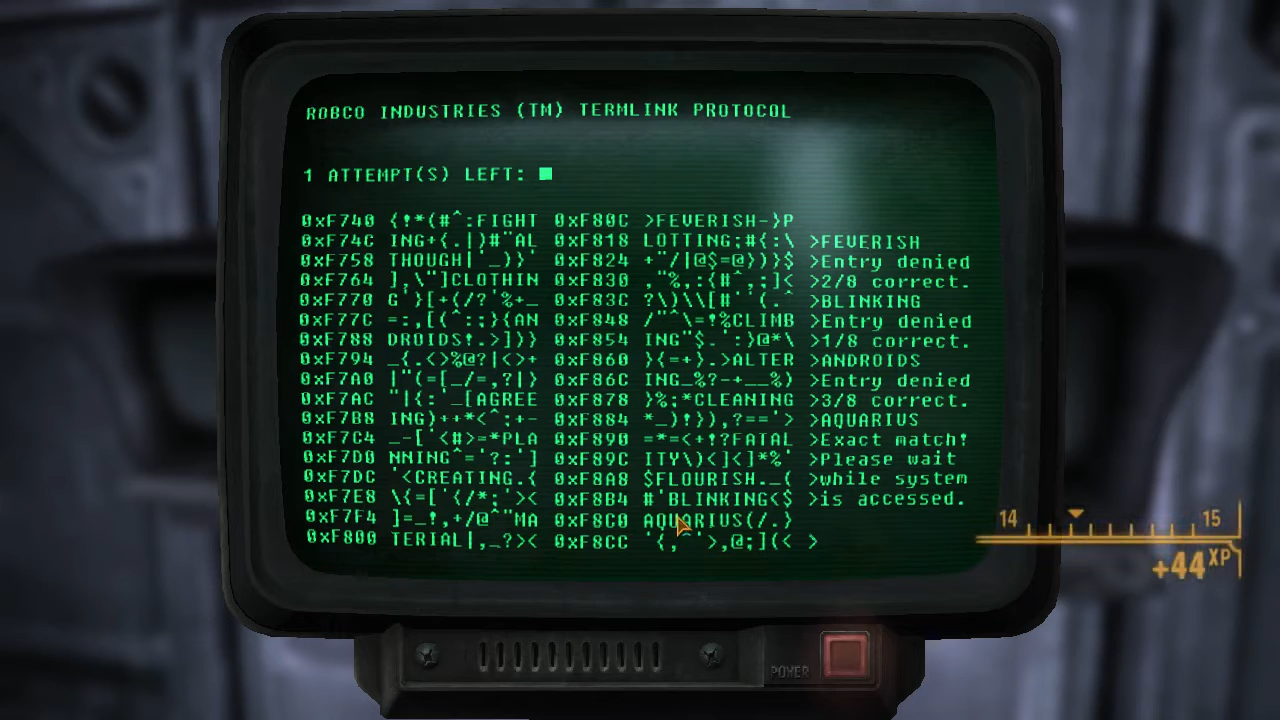 ROBCO INDUSTRIES (TM) TERMLINK PROTOCOL
1 ATTEMPT(S) LEFT:
0xF740 {!*(#^:FIGHT 0xF80C >FEVERISH-}P
0xF74C ING+{.|)#"AL 0xF818 LOTTING;#{:\ >FEVERISH
0xF758 THOUGH|'_)}' 0xF824 +"/|@$=@})}$ >Entry denied
0xF764 ],\"]CLOTHIN 0xF830 ,"%,:{#^,;]< >2/8 correct.
0xF770 G'}[+(/?'%+_ 0xF83C ?\)\\[#''(.^ >BLINKING
0xF77C =:,[(^:;}{AN 0xF848 /"^\=!%CLIMB >Entry denied
0xF788 DROIDS!.>])} 0xF854 ING"$.':}@*\ >1/8 correct.
0xF794 _{.<>%@?|<>+ 0xF860 }{=+}.>ALTER >ANDROIDS
0xF7A0 |"(=[_/=,?|} 0xF86C ING_%?-+__%) >Entry denied
0xF7AC "|{:'_[AGREE 0xF878 }%;*CLEANING >3/8 correct.
0xF7B8 ING)++*<^:+- 0xF884 *_)!}),?=='> >AQUARIUS
0xF7C4 _-['<#>=*PLA 0xF890 =*=<+!?FATAL >Exact match!
0xF7D0 NNING^='?:'] 0xF89C ITY\)<]<]*%' >Please wait
0xF7DC '<CREATING.{ 0xF8A8 $FLOURISH._( >while system
0xF7E8 \{=['{/*;'>< 0xF8B4 #'BLINKING<$ >is accessed.
0xF7F4 ]=_!,+/@^"MA 0xF8C0 AQUARIUS(/.}
0xF800 TERIAL|,_?>< 0xF8CC '{,^'>,@;](< >
14 15
+44 XP
POWER